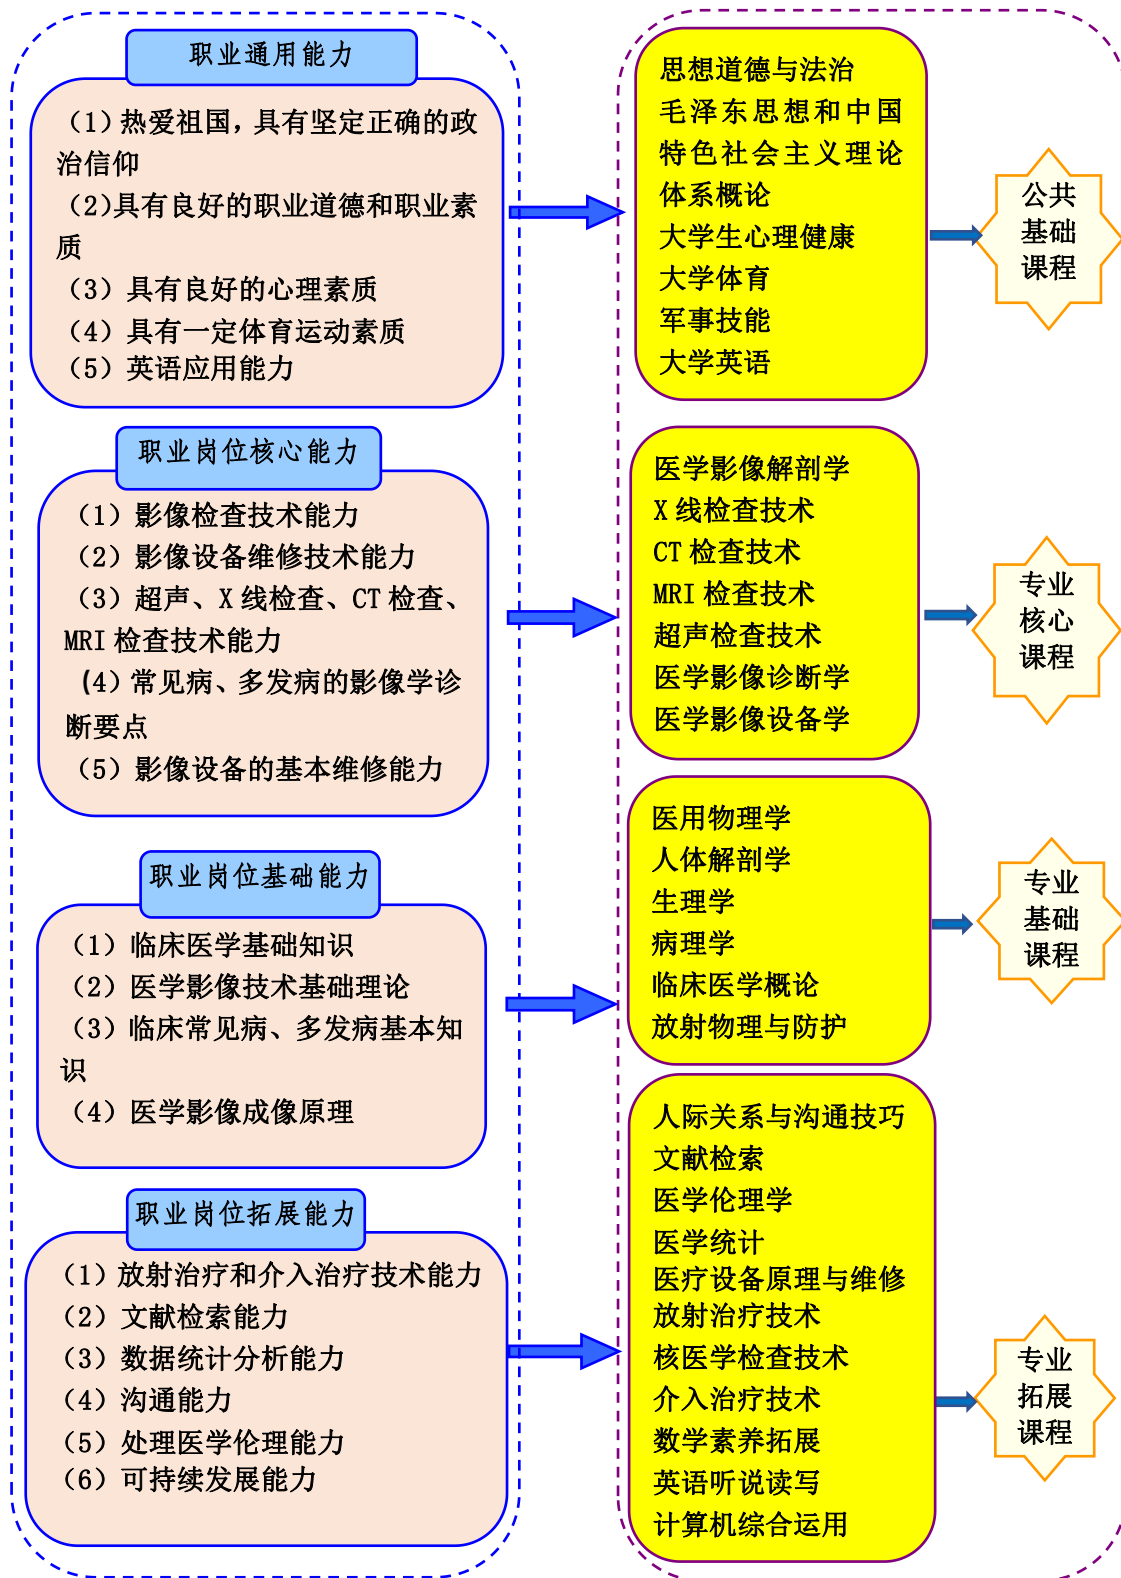 职业通用能力
（1）热爱祖国，具有坚定正确的政
治信仰
（2）具有良好的职业道德和职业素
质
（3）具有良好的心理素质
（4）具有一定体育运动素质
（5）英语应用能力
思想道德与法治
毛泽东思想和中国
特色社会主义理论
体系概论
大学生心理健康
大学体育
军事技能
大学英语
公共
基础
课程
职业岗位核心能力
（1）影像检查技术能力
（2）影像设备维修技术能力
（3）超声、X 线检查、CT 检查、
MRI 检查技术能力
(4）常见病、多发病的影像学诊
断要点
（5）影像设备的基本维修能力
医学影像解剖学
X 线检查技术
CT 检查技术
MRI 检查技术
超声检查技术
医学影像诊断学
医学影像设备学
专业
核心
课程
职业岗位基础能力
（1）临床医学基础知识
（2）医学影像技术基础理论
（3）临床常见病、多发病基本知
识
（4）医学影像成像原理
医用物理学
人体解剖学
生理学
病理学
临床医学概论
放射物理与防护
专业
基础
课程
职业岗位拓展能力
（1）放射治疗和介入治疗技术能力
（2）文献检索能力
（3）数据统计分析能力
（4）沟通能力
（5）处理医学伦理能力
（6）可持续发展能力
人际关系与沟通技巧
文献检索
医学伦理学
医学统计
医疗设备原理与维修
放射治疗技术
核医学检查技术
介入治疗技术
数学素养拓展
英语听说读写
计算机综合运用
专业
拓展
课程